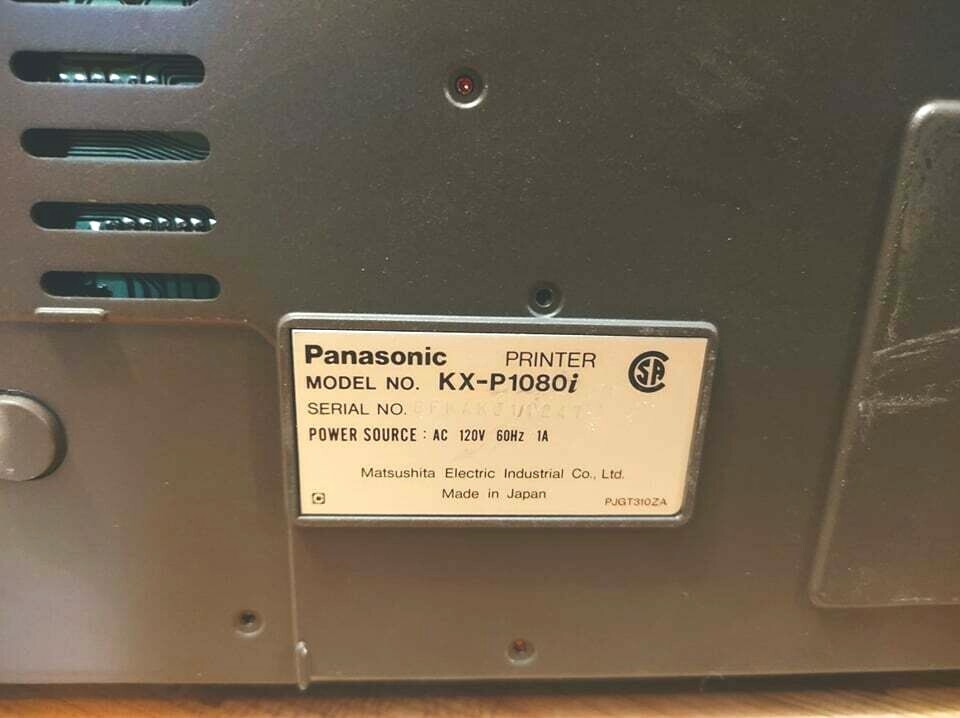 Panasonic PRINTER
MODEL NO. KX-P1080i
SERIAL NO.
POWER SOURCE : AC 120V 60Hz 1A
Matsushita Electric Industrial Co., Ltd.
Made in Japan
PJGT310ZA